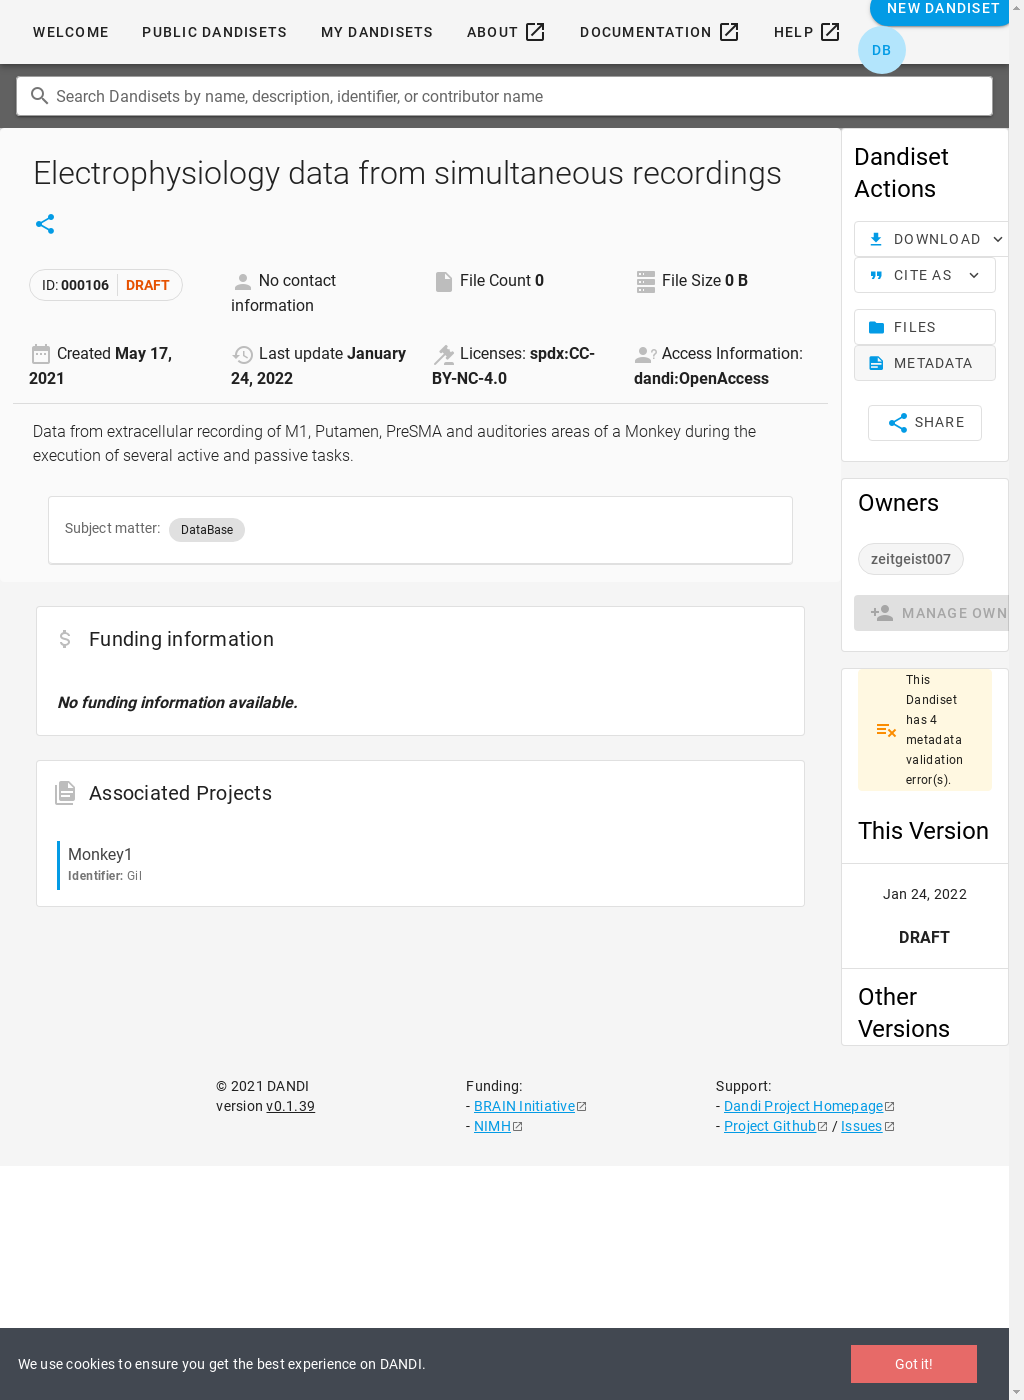 WELCOME
PUBLIC DANDISETS
MY DANDISETS
ABOUT
DOCUMENTATION
HELP
NEW DANDISET
DB
Search Dandisets by name, description, identifier, or contributor name
Electrophysiology data from simultaneous recordings
ID: 000106 DRAFT
No contact
information
File Count 0
File Size 0 B
Created May 17,
2021
Last update January
24, 2022
Licenses: spdx:CC-
BY-NC-4.0
Access Information:
dandi:OpenAccess
Data from extracellular recording of M1, Putamen, PreSMA and auditories areas of a Monkey during the
execution of several active and passive tasks.
Subject matter: DataBase
Funding information
No funding information available.
Associated Projects
Monkey1
Identifier: Gil
Dandiset
Actions
DOWNLOAD
CITE AS
FILES
METADATA
SHARE
Owners
zeitgeist007
MANAGE OWN
This
Dandiset
has 4
metadata
validation
error(s).
This Version
Jan 24, 2022
DRAFT
Other
Versions
© 2021 DANDI
version v0.1.39
Funding:
- BRAIN Initiative
- NIMH
Support:
- Dandi Project Homepage
- Project Github / Issues
We use cookies to ensure you get the best experience on DANDI.
Got it!